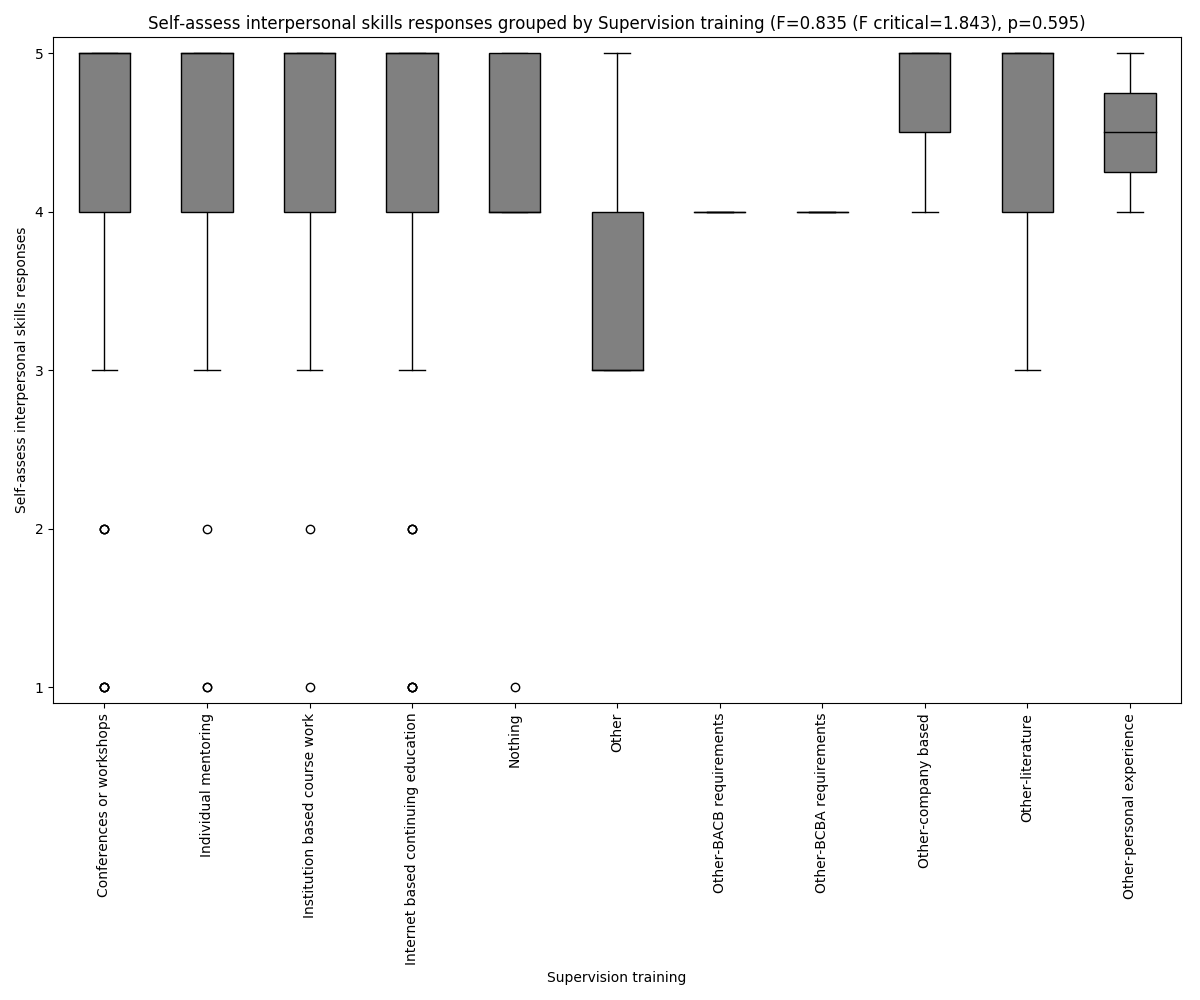 Self-assess interpersonal skills responses grouped by Supervision training (F=0.835 (F critical=1.843), p=0.595)
Self-assess interpersonal skills responses
5
4
3
2
1
Conferences or workshops
Individual mentoring
Institution based course work
Internet based continuing education
Nothing
Other
Other-BACB requirements
Other-BCBA requirements
Other-company based
Other-literature
Other-personal experience
Supervision training